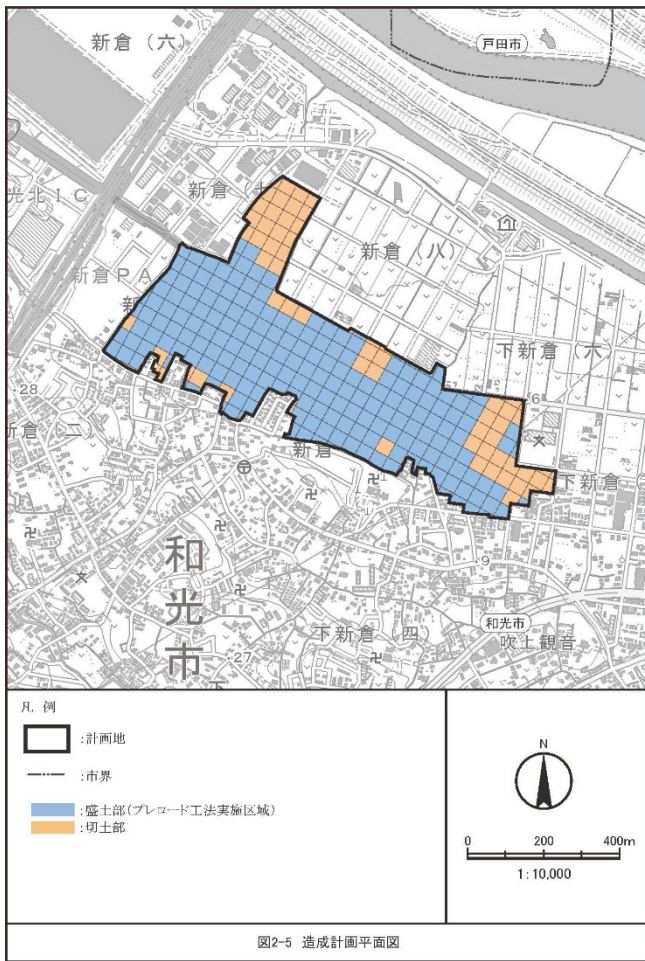 新倉（六）
戸田市
光北IC
新倉（七
新倉（八）
新倉PA
新
下新倉（六
28
6
新倉（二）
新倉
下新倉（
1
和光市
9
和光市
下新倉（四）
吹上観音
27
下
凡 例
:計画地
:市界
:盛土部(プレロード工法実施区域)
:切土部
N
0 200 400m
1:10,000
図2-5 造成計画平面図